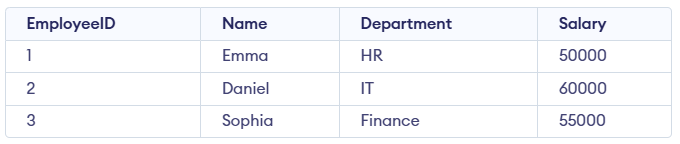 EmployeeID Name Department Salary
1 Emma HR 50000
2 Daniel IT 60000
3 Sophia Finance 55000